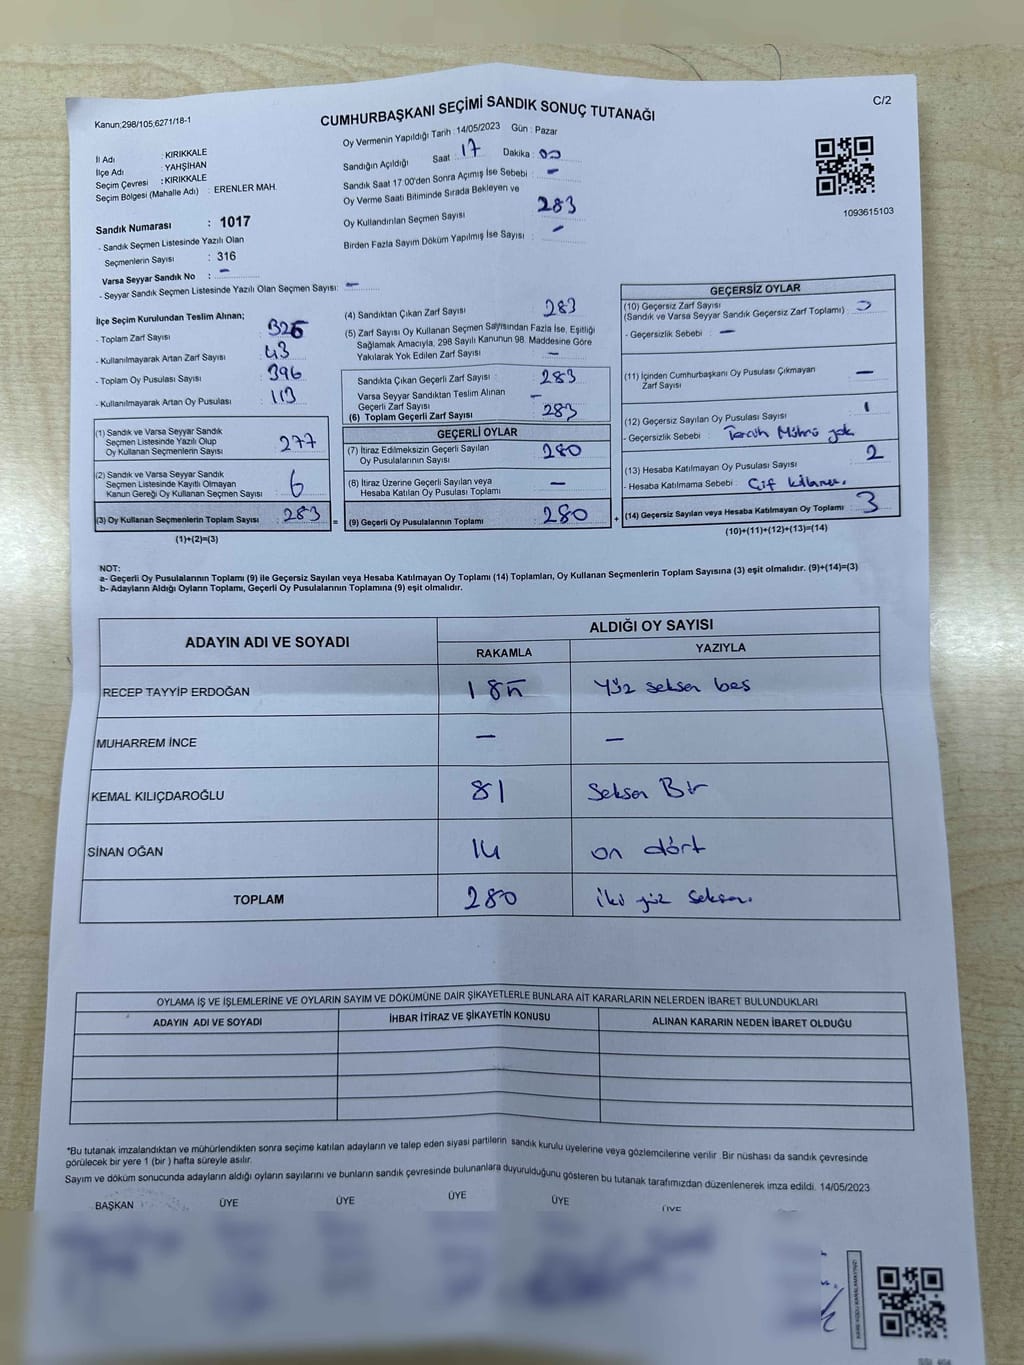 C/2
Kanun;298/105;6271/18-1
CUMHURBAŞKANI SEÇİMİ SANDIK SONUÇ TUTANAĞI
İl Adı : KIRIKKALE
İlçe Adı : YAHŞİHAN
Seçim Çevresi : KIRIKKALE
Seçim Bölgesi (Mahalle Adı) : ERENLER MAH.
Oy Vermenin Yapıldığı Tarih : 14/05/2023 Gün : Pazar
Sandığın Açıldığı Saat : 17 Dakika : 00
Sandık Saat 17:00'den Sonra Açımış İse Sebebi : -
Oy Verme Saati Bitiminde Sırada Bekleyen ve
Oy Kullandırılan Seçmen Sayısı : 283
Birden Fazla Sayım Döküm Yapılmış İse Sayısı : -
1093615103
Sandık Numarası : 1017
- Sandık Seçmen Listesinde Yazılı Olan
Seçmenlerin Sayısı : 316
Varsa Seyyar Sandık No : -
- Seyyar Sandık Seçmen Listesinde Yazılı Olan Seçmen Sayısı: -
İlçe Seçim Kurulundan Teslim Alınan;
- Toplam Zarf Sayısı : 326
- Kullanılmayarak Artan Zarf Sayısı : 43
- Toplam Oy Pusulası Sayısı : 396
- Kullanılmayarak Artan Oy Pusulası : 113
(1) Sandık ve Varsa Seyyar Sandık
Seçmen Listesinde Yazılı Olup
Oy Kullanan Seçmenlerin Sayısı : 277
(2) Sandık ve Varsa Seyyar Sandık
Seçmen Listesinde Kayıtlı Olmayan
Kanun Gereği Oy Kullanan Seçmen Sayısı : 6
(3) Oy Kullanan Seçmenlerin Toplam Sayısı : 283
(1)+(2)=(3)
(4) Sandıktan Çıkan Zarf Sayısı : 283
(5) Zarf Sayısı Oy Kullanan Seçmen Sayısından Fazla İse, Eşitliği
Sağlamak Amacıyla, 298 Sayılı Kanunun 98. Maddesine Göre
Yakılarak Yok Edilen Zarf Sayısı : -
Sandıkta Çıkan Geçerli Zarf Sayısı : 283
Varsa Seyyar Sandıktan Teslim Alınan
Geçerli Zarf Sayısı : -
(6) Toplam Geçerli Zarf Sayısı : 283
GEÇERLİ OYLAR
(7) İtiraz Edilmeksizin Geçerli Sayılan
Oy Pusulalarının Sayısı : 280
(8) İtiraz Üzerine Geçerli Sayılan veya
Hesaba Katılan Oy Pusulası Toplamı : -
= (9) Geçerli Oy Pusulalarının Toplamı : 280
GEÇERSİZ OYLAR
(10) Geçersiz Zarf Sayısı
(Sandık ve Varsa Seyyar Sandık Geçersiz Zarf Toplamı) :
- Geçersizlik Sebebi : -
(11) İçinden Cumhurbaşkanı Oy Pusulası Çıkmayan
Zarf Sayısı : -
(12) Geçersiz Sayılan Oy Pusulası Sayısı : 1
- Geçersizlik Sebebi : Tercih Mührü yok
(13) Hesaba Katılmayan Oy Pusulası Sayısı : 2
- Hesaba Katılmama Sebebi :
+ (14) Geçersiz Sayılan veya Hesaba Katılmayan Oy Toplamı : 3
(10)+(11)+(12)+(13)=(14)
NOT:
a- Geçerli Oy Pusulalarının Toplamı (9) ile Geçersiz Sayılan veya Hesaba Katılmayan Oy Toplamı (14) Toplamları, Oy Kullanan Seçmenlerin Toplam Sayısına (3) eşit olmalıdır. (9)+(14)=(3)
b- Adayların Aldığı Oyların Toplamı, Geçerli Oy Pusulalarının Toplamına (9) eşit olmalıdır.
ADAYIN ADI VE SOYADI ALDIĞI OY SAYISI
RAKAMLA YAZIYLA
RECEP TAYYİP ERDOĞAN 185 Yüz seksen beş
MUHARREM İNCE - -
KEMAL KILIÇDAROĞLU 81 Seksen Bir
SİNAN OĞAN 14 on dört
TOPLAM 280 iki yüz seksen.
OYLAMA İŞ VE İŞLEMLERİNE VE OYLARIN SAYIM VE DÖKÜMÜNE DAİR ŞİKAYETLERLE BUNLARA AİT KARARLARIN NELERDEN İBARET BULUNDUKLARI
ADAYIN ADI VE SOYADI İHBAR İTİRAZ VE ŞİKAYETİN KONUSU ALINAN KARARIN NEDEN İBARET OLDUĞU
*Bu tutanak imzalandıktan ve mühürlendikten sonra seçime katılan adayların ve talep eden siyasi partilerin sandık kurulu üyelerine veya gözlemcilerine verilir Bir nüshası da sandık çevresinde
görülecek bir yere 1 (bir ) hafta süreyle asılır.
Sayım ve döküm sonucunda adayların aldığı oyların sayılarını ve bunların sandık çevresinde bulunanlara duyurulduğunu gösteren bu tutanak tarafımızdan düzenlenerek imza edildi. 14/05/2023
BAŞKAN ÜYE ÜYE ÜYE ÜYE ÜYE